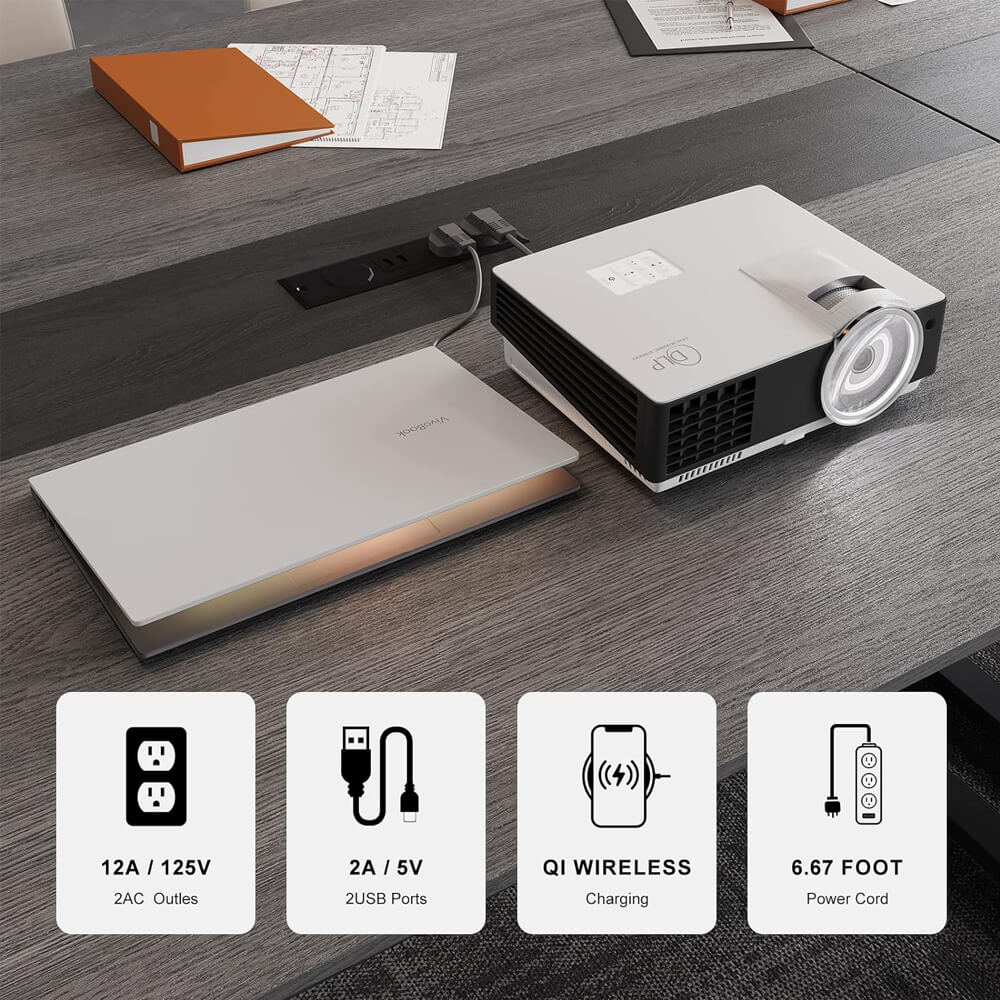 VivoBook
DLP
12A / 125V
2AC Outles
2A / 5V
2USB Ports
QI WIRELESS
Charging
6.67 FOOT
Power Cord